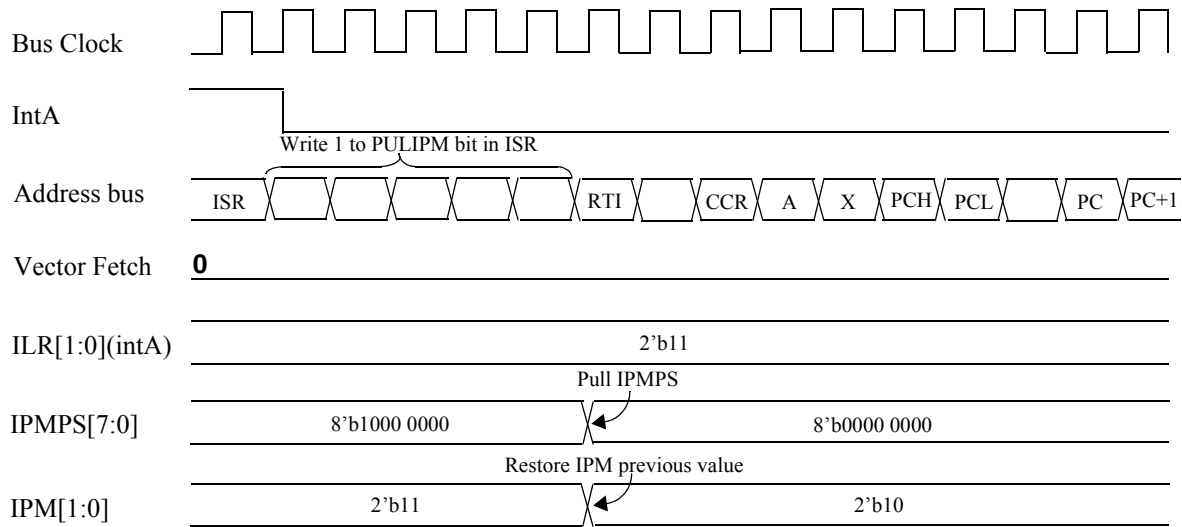 Bus Clock
IntA
Write 1 to PULIPM bit in ISR
Address bus ISR RTI CCR A X PCH PCL PC PC+1
Vector Fetch 0
ILR[1:0](intA) 2’b11
Pull IPMPS
IPMPS[7:0] 8’b1000 0000 8’b0000 0000
Restore IPM previous value
IPM[1:0] 2’b11 2’b10